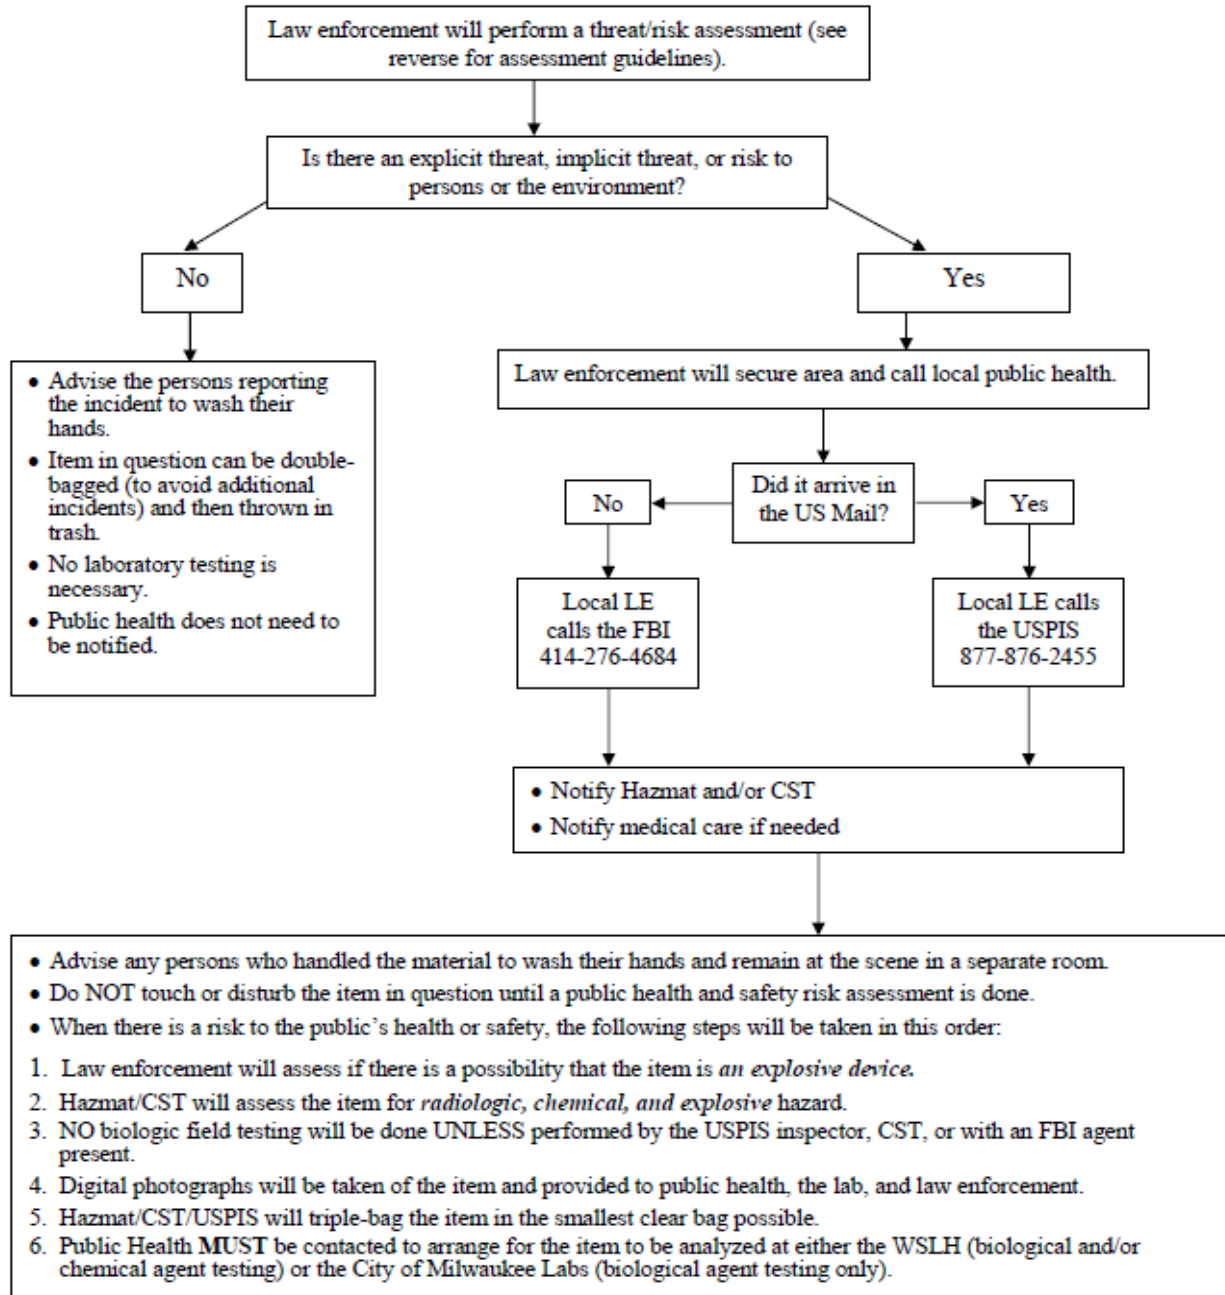 Law enforcement will perform a threat/risk assessment (see
reverse for assessment guidelines).
Is there an explicit threat, implicit threat, or risk to
persons or the environment?
No
Yes
• Advise the persons reporting
the incident to wash their
hands.
• Item in question can be double-
bagged (to avoid additional
incidents) and then thrown in
trash.
• No laboratory testing is
necessary.
• Public health does not need to
be notified.
Law enforcement will secure area and call local public health.
Did it arrive in
the US Mail?
No
Yes
Local LE
calls the FBI
414-276-4684
Local LE calls
the USPIS
877-876-2455
• Notify Hazmat and/or CST
• Notify medical care if needed
• Advise any persons who handled the material to wash their hands and remain at the scene in a separate room.
• Do NOT touch or disturb the item in question until a public health and safety risk assessment is done.
• When there is a risk to the public’s health or safety, the following steps will be taken in this order:
1. Law enforcement will assess if there is a possibility that the item is an explosive device.
2. Hazmat/CST will assess the item for radiologic, chemical, and explosive hazard.
3. NO biologic field testing will be done UNLESS performed by the USPIS inspector, CST, or with an FBI agent
present.
4. Digital photographs will be taken of the item and provided to public health, the lab, and law enforcement.
5. Hazmat/CST/USPIS will triple-bag the item in the smallest clear bag possible.
6. Public Health MUST be contacted to arrange for the item to be analyzed at either the WSLH (biological and/or
chemical agent testing) or the City of Milwaukee Labs (biological agent testing only).